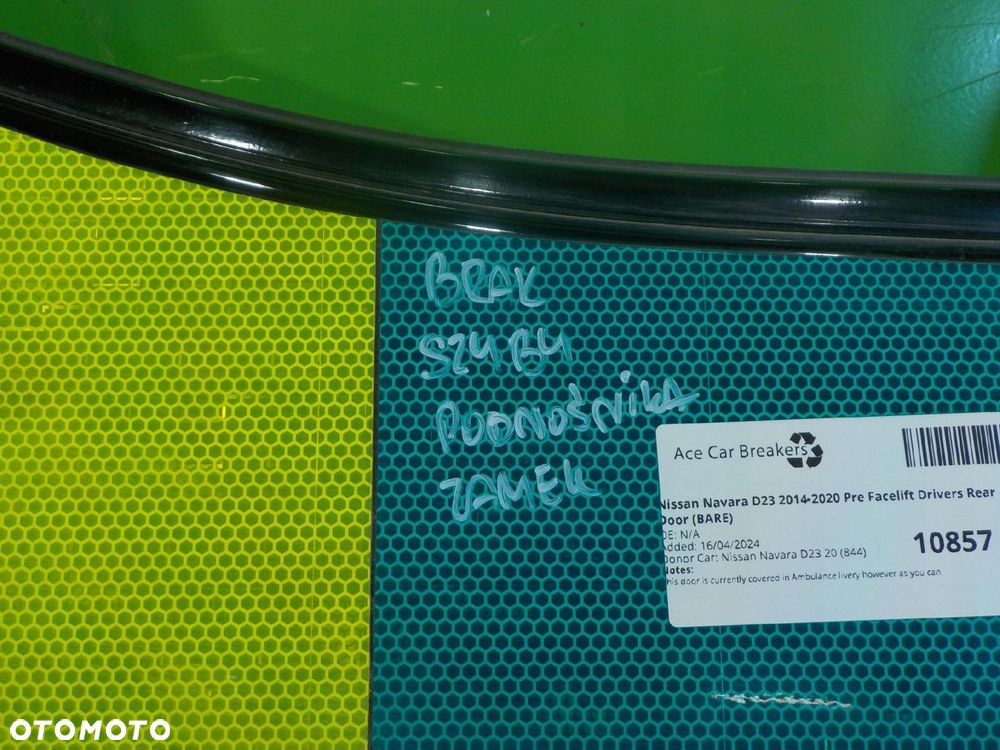 BRAK
SZYBY
PODNOŚNIKA
ZAMEK
Ace Car Breakers
Nissan Navara D23 2014-2020 Pre Facelift Drivers Rear
Door (BARE)
DE: N/A
Added: 16/04/2024
10857
Donor Car: Nissan Navara D23 20 (844)
Notes:
This door is currently covered in Ambulance livery however as you can
OTOMOTO